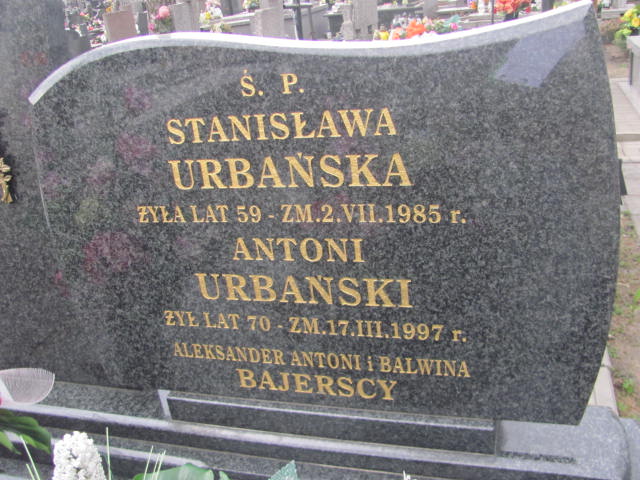 Ś. P.
STANISŁAWA
URBAŃSKA
ŻYŁA LAT 59 - ZM.2.VII.1985 r.
ANTONI
URBAŃSKI
ŻYŁ LAT 70 - ZM.17.III.1997 r.
ALEKSANDER ANTONI i BALWINA
BAJERSCY